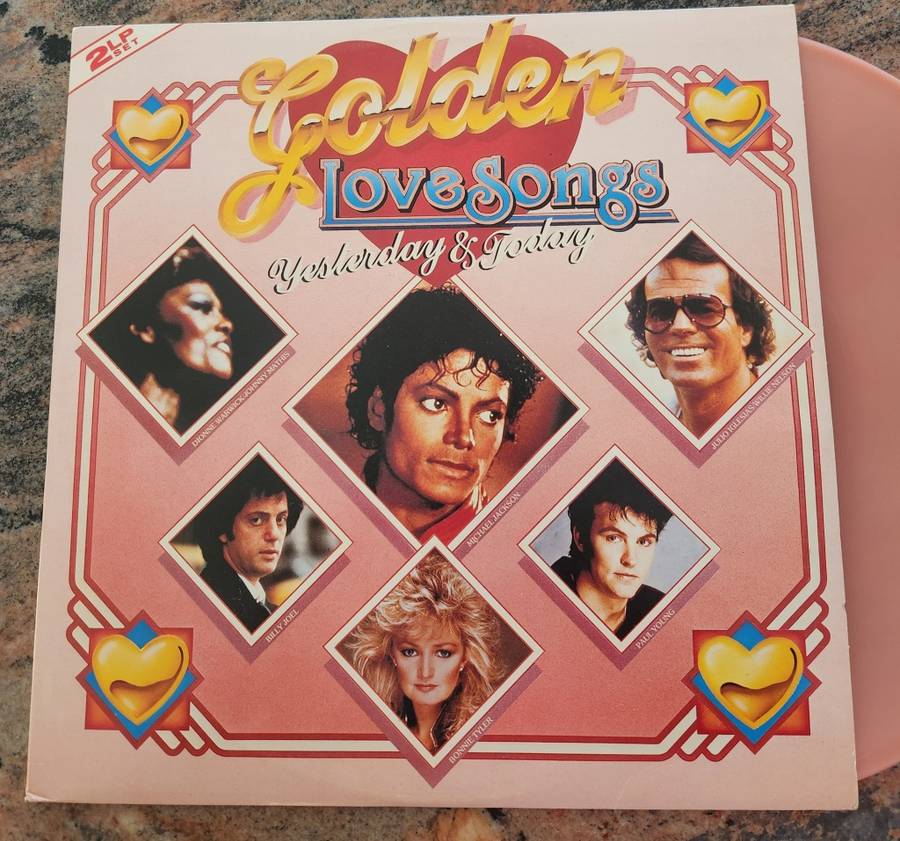 2LP
SET
Golden
Love Songs
Yesterday & Today
DIONNE WARWICK/JOHNNY MATHIS
MICHAEL JACKSON
JULIO IGLESIAS/WILLIE NELSON
BILLY JOEL
BONNIE TYLER
PAUL YOUNG